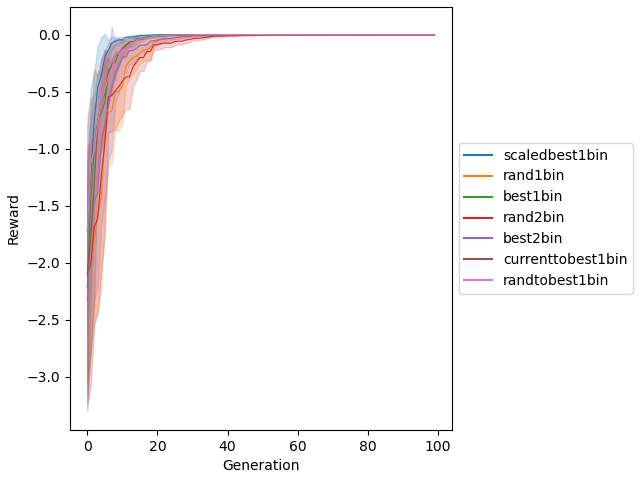 0.0
−0.5
−1.0
−1.5
−2.0
−2.5
−3.0
Reward
0 20 40 60 80 100
Generation
scaledbest1bin
rand1bin
best1bin
rand2bin
best2bin
currenttobest1bin
randtobest1bin